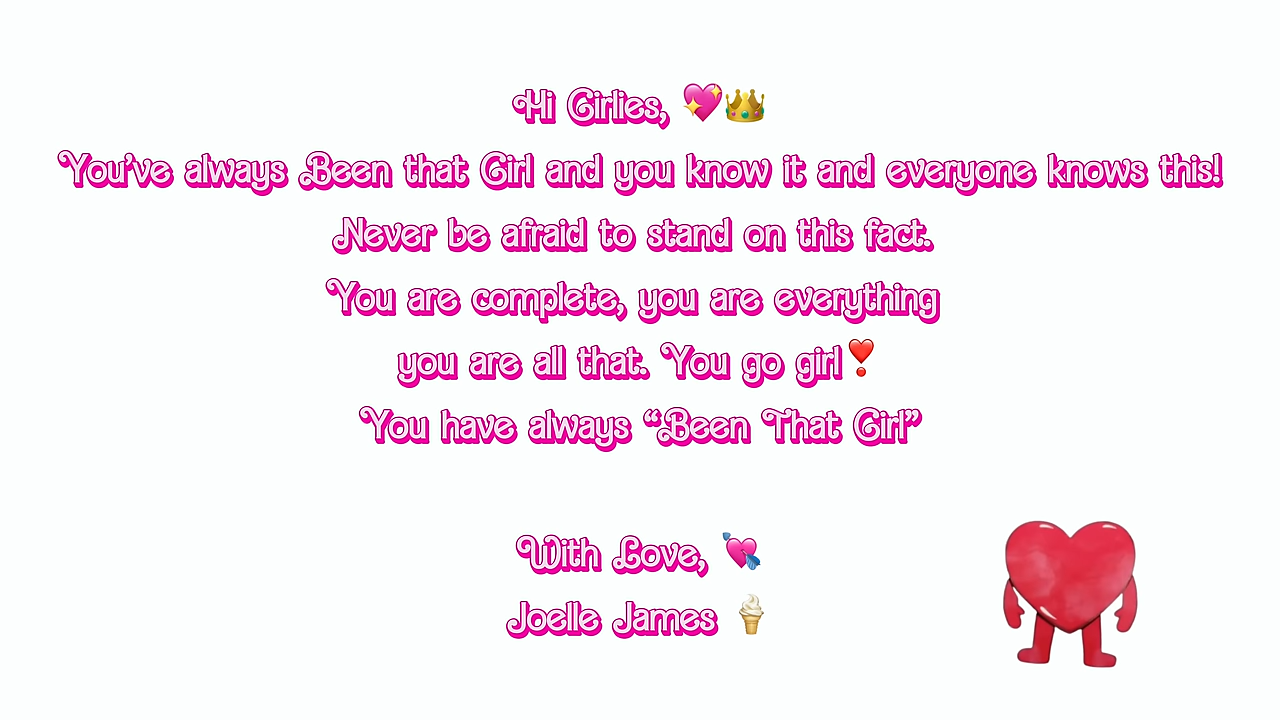 Hi Girlies, 💖👑
You've always Been that Girl and you know it and everyone knows this!
Never be afraid to stand on this fact.
You are complete, you are everything
you are all that. You go girl❣️
You have always “Been That Girl”
With Love, 💘
Joelle James 🍦